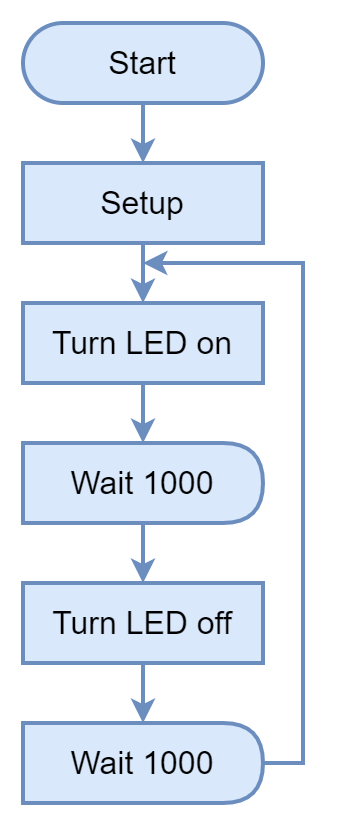 Start
Setup
Turn LED on
Wait 1000
Turn LED off
Wait 1000